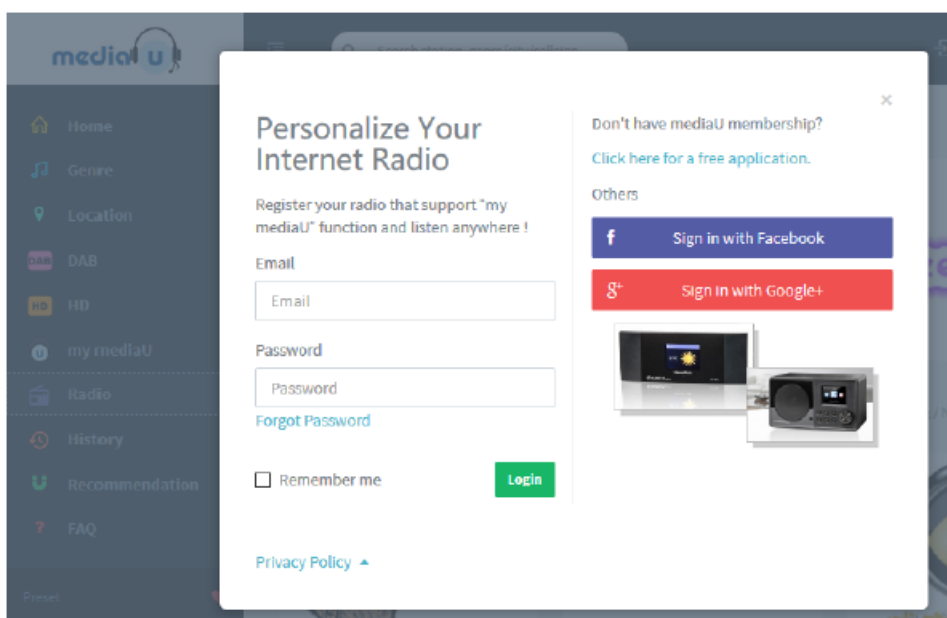 mediaU
Home
Genre
Location
DAB DAB
HD HD
u my mediaU
Radio
History
Recommendation
? FAQ
Preset
×
Personalize Your
Internet Radio
Register your radio that support "my
mediaU" function and listen anywhere !
Email
Email
Password
Password
Forgot Password
Remember me
Login
Privacy Policy
Don't have mediaU membership?
Click here for a free application.
Others
f Sign in with Facebook
g+ Sign in with Google+